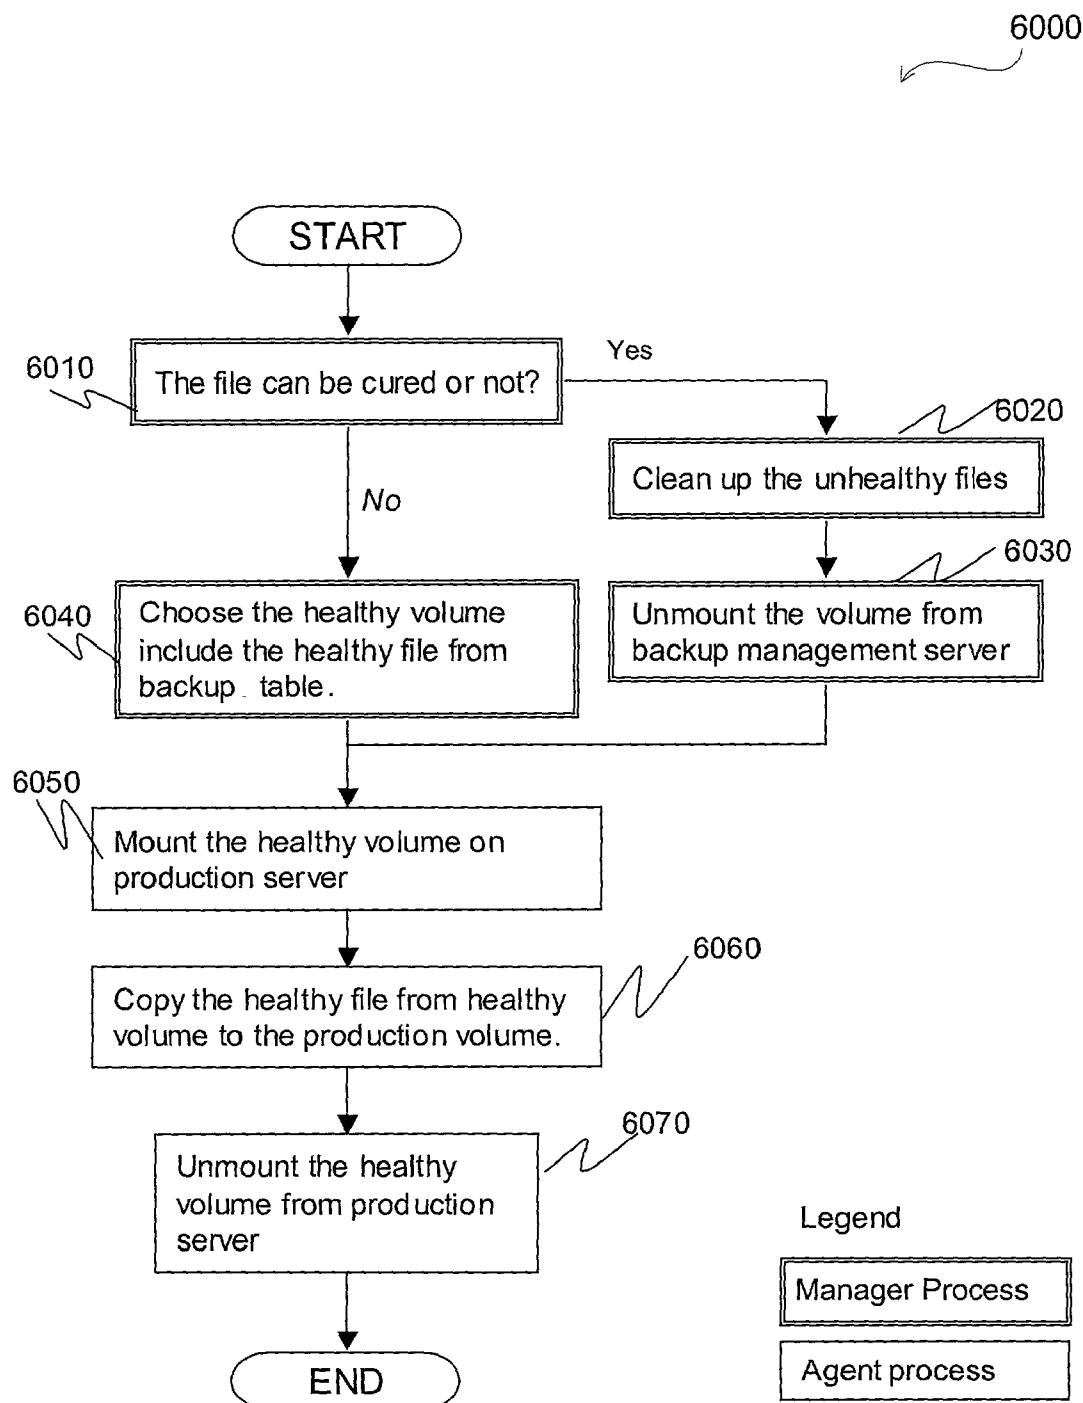 6000
START
6010
The file can be cured or not?
Yes
6020
Clean up the unhealthy files
No
6030
Unmount the volume from
backup management server
6040
Choose the healthy volume
include the healthy file from
backup table.
6050
Mount the healthy volume on
production server
6060
Copy the healthy file from healthy
volume to the production volume.
6070
Unmount the healthy
volume from production
server
END
Legend
Manager Process
Agent process